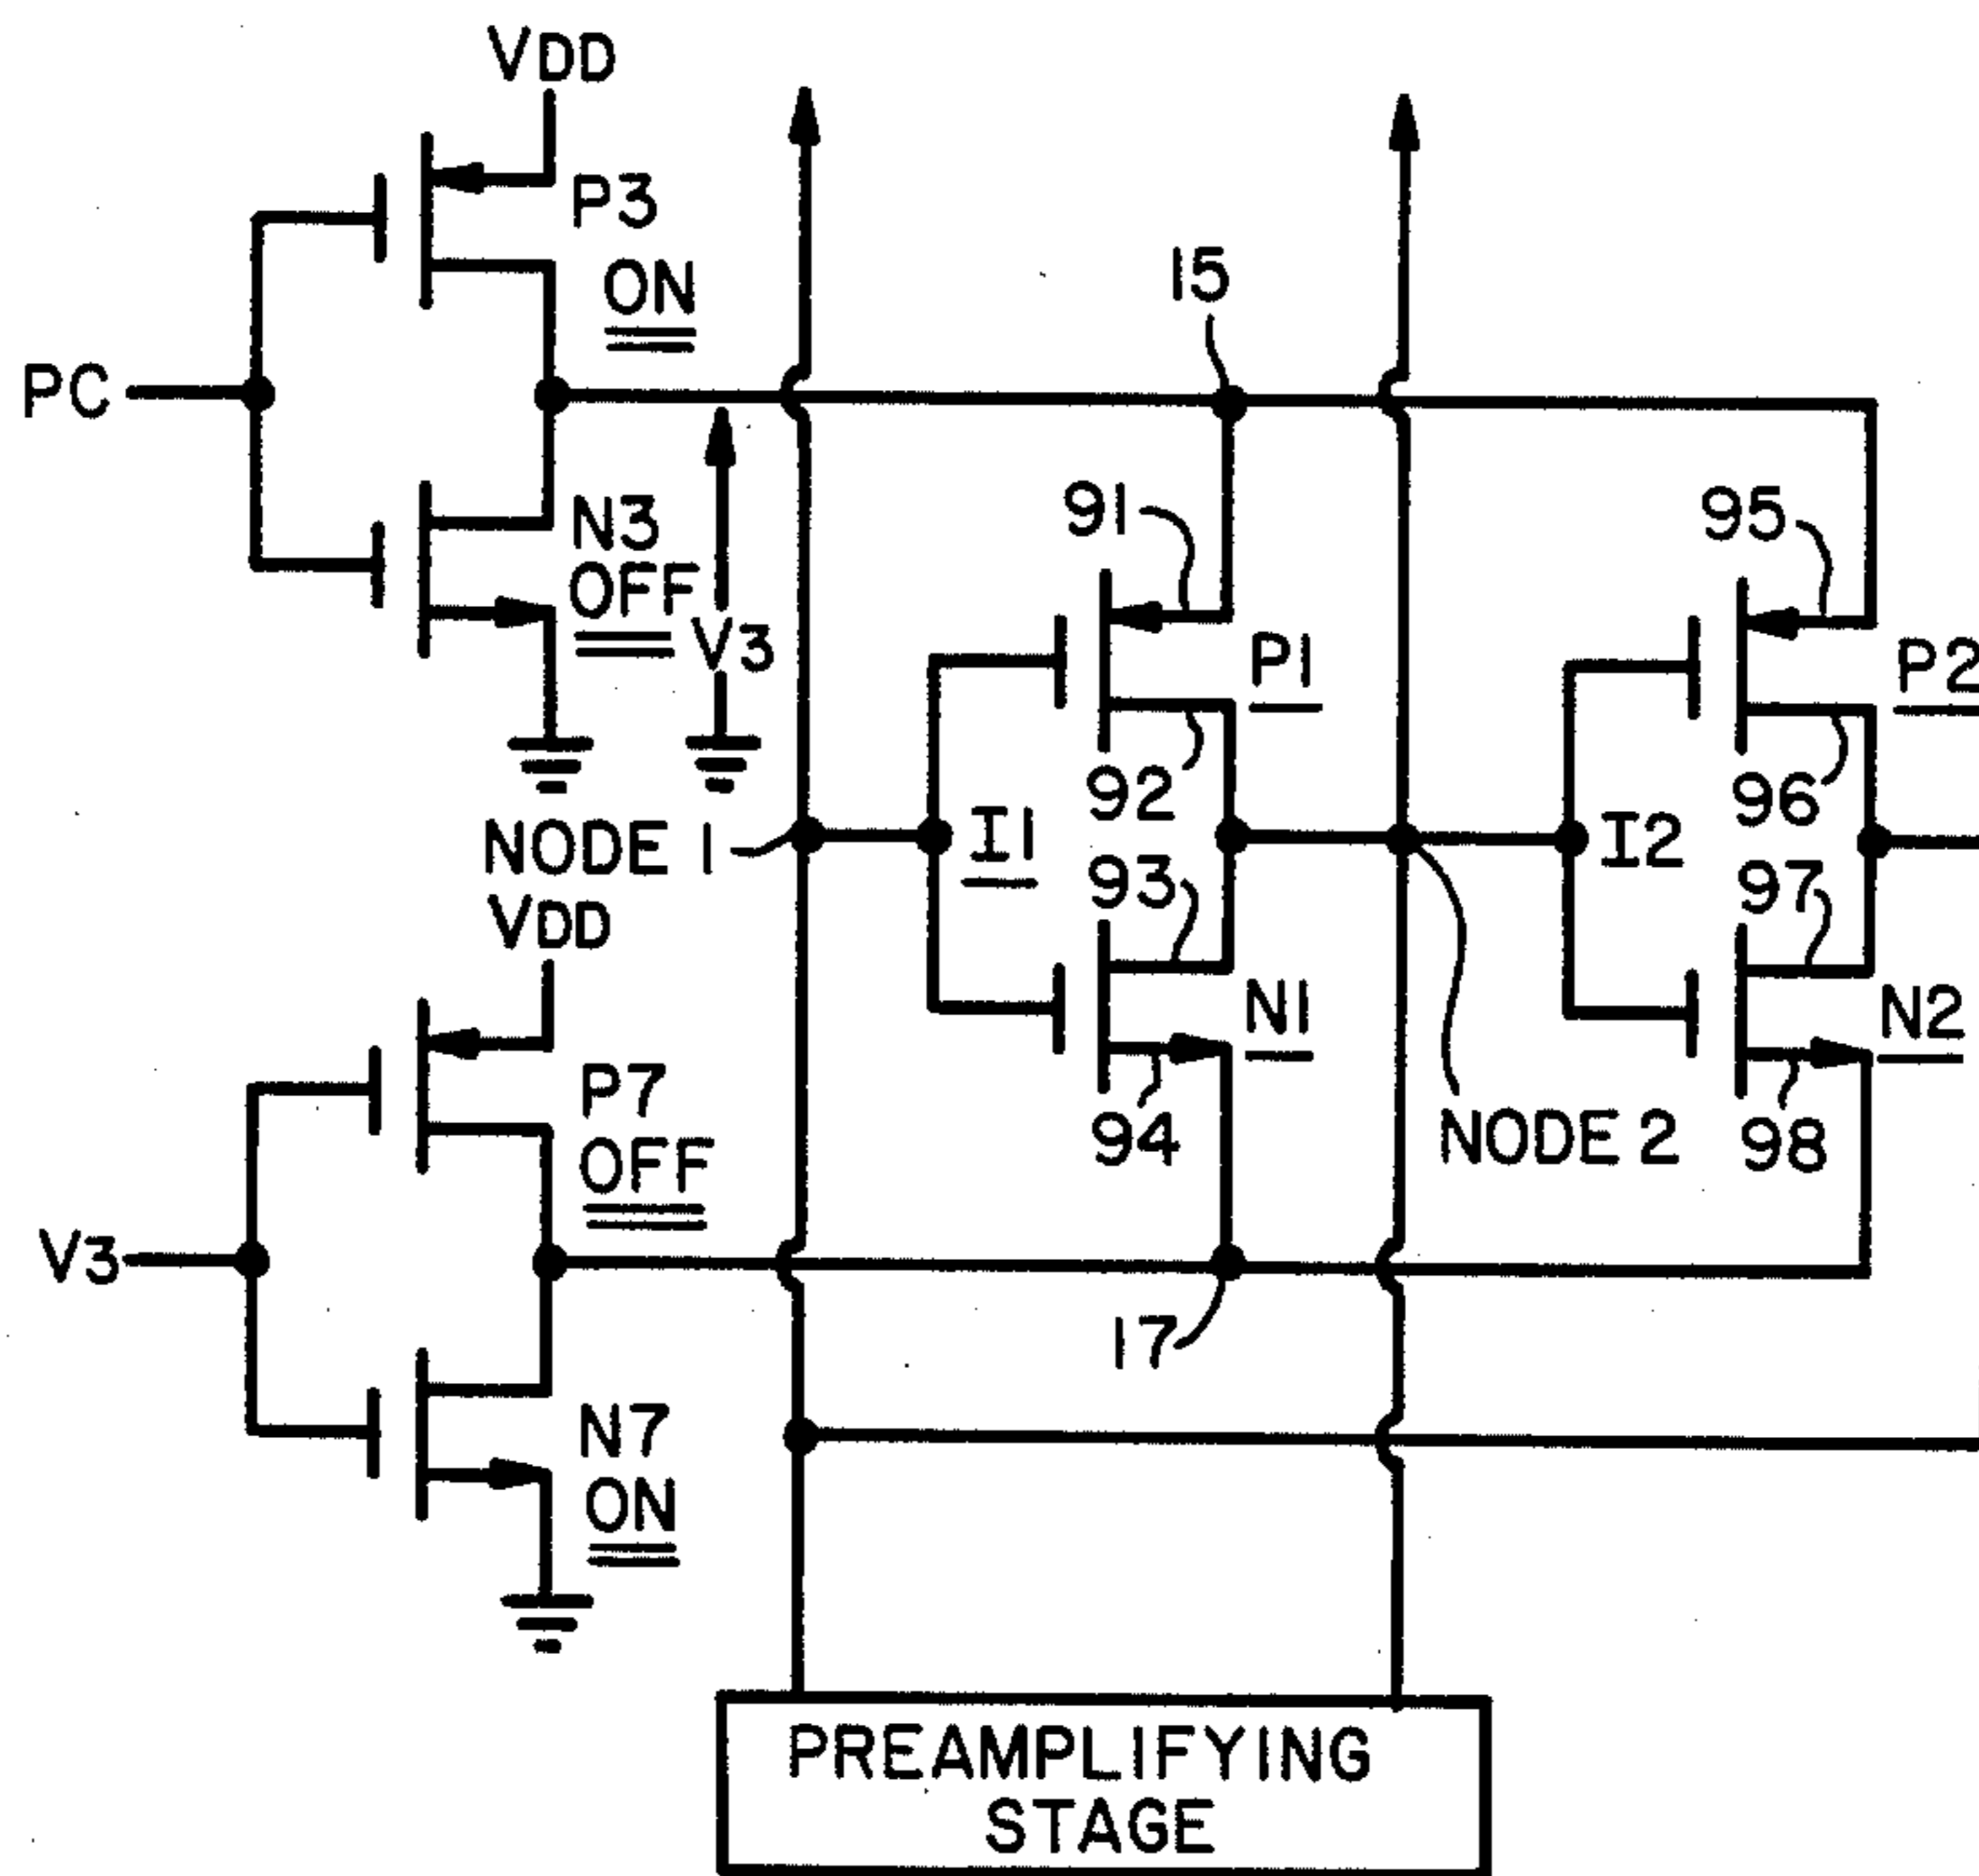 VDD
P3
ON
15
PC
91
95
N3
OFF
V3
P1
P2
92
96
NODE 1
I1
I2
93
97
VDD
N1
N2
P7
OFF
94
NODE 2
98
V3
17
N7
ON
PREAMPLIFYING
STAGE